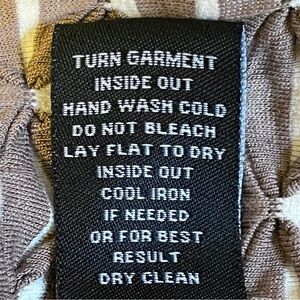 TURN GARMENT
INSIDE OUT
HAND WASH COLD
DO NOT BLEACH
LAY FLAT TO DRY
INSIDE OUT
COOL IRON
IF NEEDED
OR FOR BEST
RESULT
DRY CLEAN